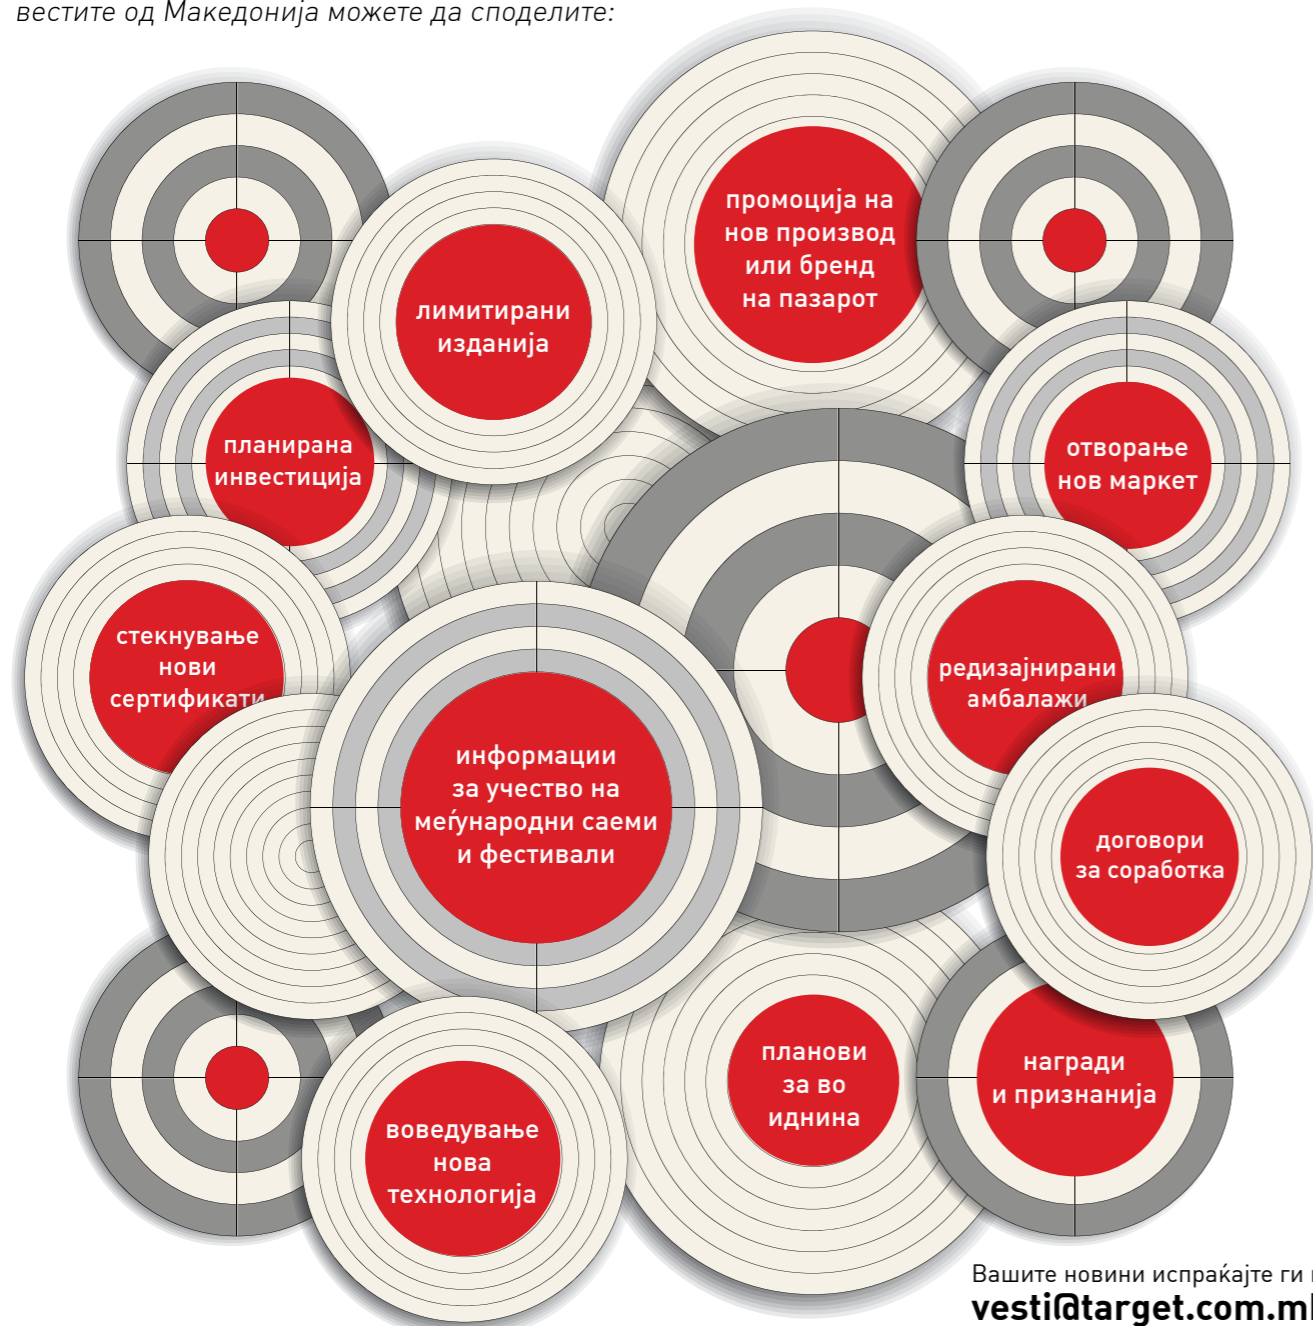 вестите од Македонија можете да споделите:
промоција на
нов производ
или бренд
на пазарот
лимитирани
изданија
планирана
инвестиција
отворање
нов маркет
стекнување
нови
сертификати
редизајнирани
амбалажи
информации
за учество на
меѓународни саеми
и фестивали
договори
за соработка
планови
за во
иднина
награди
и признанија
воведување
нова
технологија
Вашите новини испраќајте ги
vesti@target.com.m